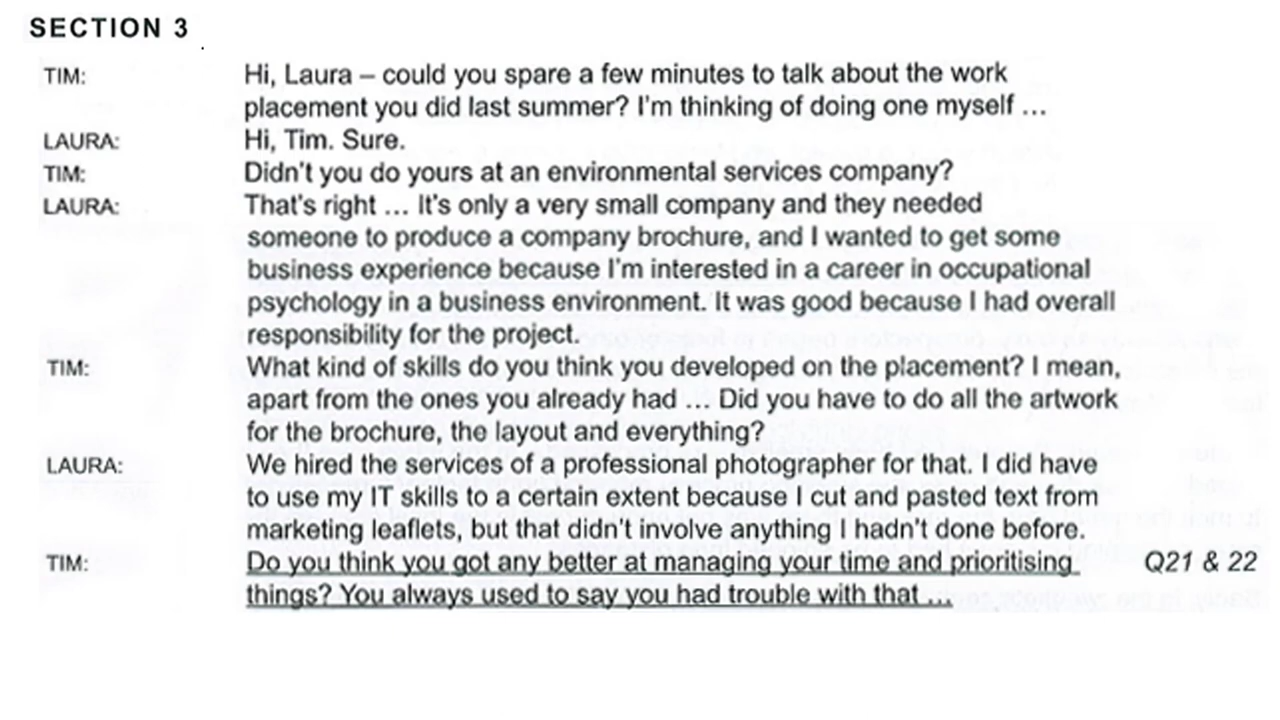 SECTION 3
TIM: Hi, Laura – could you spare a few minutes to talk about the work
placement you did last summer? I'm thinking of doing one myself ...
LAURA: Hi, Tim. Sure.
TIM: Didn't you do yours at an environmental services company?
LAURA: That's right ... It's only a very small company and they needed
someone to produce a company brochure, and I wanted to get some
business experience because I'm interested in a career in occupational
psychology in a business environment. It was good because I had overall
responsibility for the project.
TIM: What kind of skills do you think you developed on the placement? I mean,
apart from the ones you already had ... Did you have to do all the artwork
for the brochure, the layout and everything?
LAURA: We hired the services of a professional photographer for that. I did have
to use my IT skills to a certain extent because I cut and pasted text from
marketing leaflets, but that didn't involve anything I hadn't done before.
TIM: Do you think you got any better at managing your time and prioritising Q21 & 22
things? You always used to say you had trouble with that ...